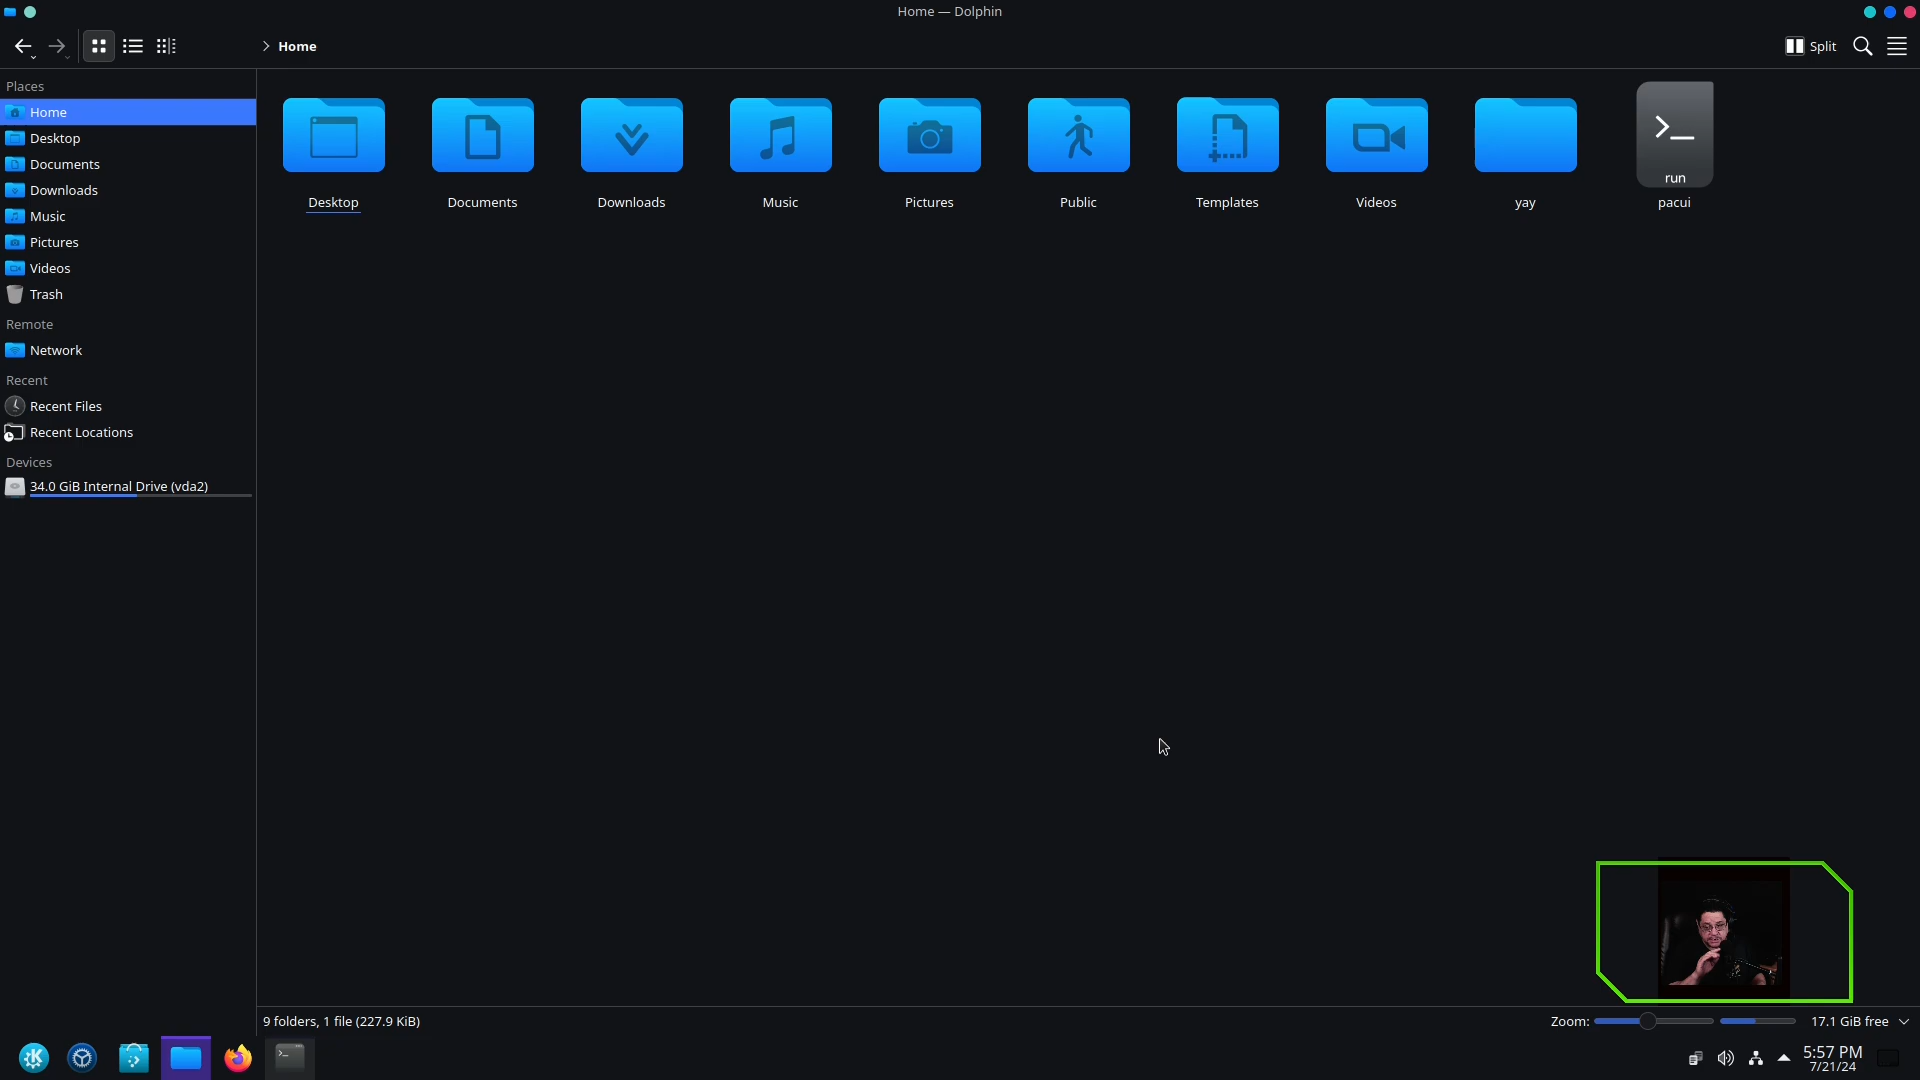 Home — Dolphin
Home
Split
Places
Home
Desktop
Documents
Downloads
Music
Pictures
Videos
Trash
Remote
Network
Recent
Recent Files
Recent Locations
Devices
34.0 GiB Internal Drive (vda2)
Desktop
Documents
Downloads
Music
Pictures
Public
Templates
Videos
yay
run
pacui
9 folders, 1 file (227.9 KiB)
Zoom:
17.1 GiB free
5:57 PM
7/21/24